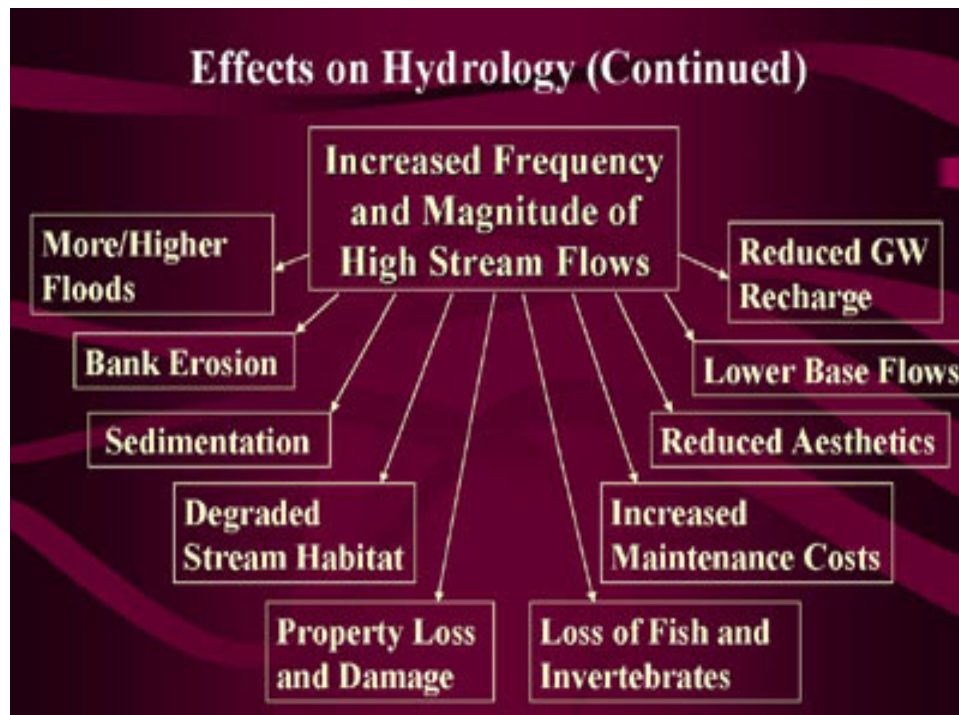 Effects on Hydrology (Continued)
Increased Frequency
and Magnitude of
High Stream Flows
More/Higher
Floods
Bank Erosion
Sedimentation
Degraded
Stream Habitat
Property Loss
and Damage
Loss of Fish and
Invertebrates
Increased
Maintenance Costs
Reduced Aesthetics
Lower Base Flows
Reduced GW
Recharge